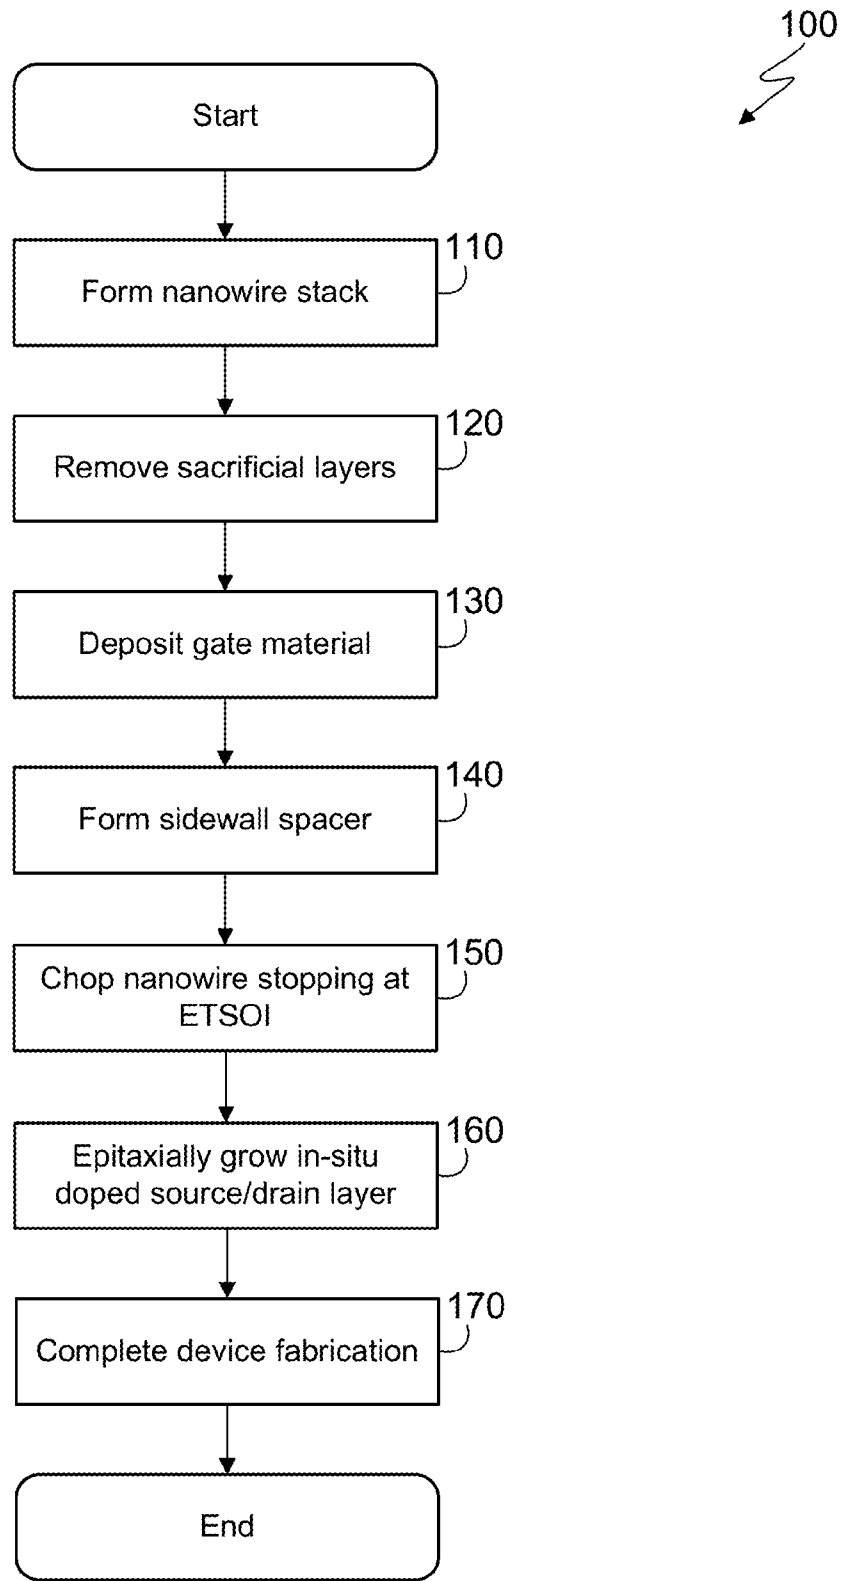 100
Start
110
Form nanowire stack
120
Remove sacrificial layers
130
Deposit gate material
140
Form sidewall spacer
150
Chop nanowire stopping at
ETSOI
160
Epitaxially grow in-situ
doped source/drain layer
170
Complete device fabrication
End